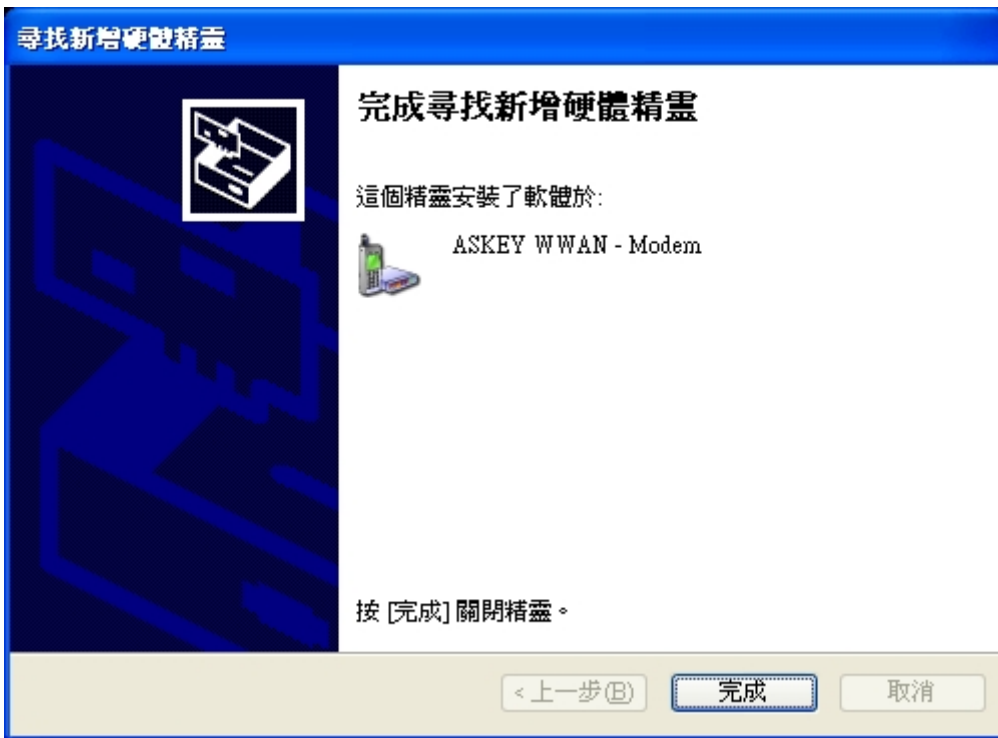 尋找新增硬體精靈
完成尋找新增硬體精靈
這個精靈安裝了軟體於:
ASKEY WWAN - Modem
按 [完成] 關閉精靈。
<上一步(B)
完成
取消